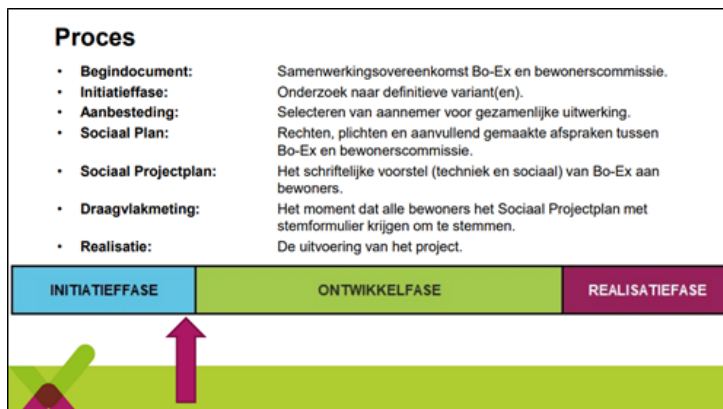 Proces
• Begindocument: Samenwerkingsovereenkomst Bo-Ex en bewonerscommissie.
• Initiatieffase: Onderzoek naar definitieve variant(en).
• Aanbesteding: Selecteren van aannemer voor gezamenlijke uitwerking.
• Sociaal Plan: Rechten, plichten en aanvullend gemaakte afspraken tussen
Bo-Ex en bewonerscommissie.
• Sociaal Projectplan: Het schriftelijke voorstel (techniek en sociaal) van Bo-Ex aan
bewoners.
• Draagvlakmeting: Het moment dat alle bewoners het Sociaal Projectplan met
stemformulier krijgen om te stemmen.
• Realisatie: De uitvoering van het project.
INITIATIEFFASE ONTWIKKELFASE REALISATIEFASE